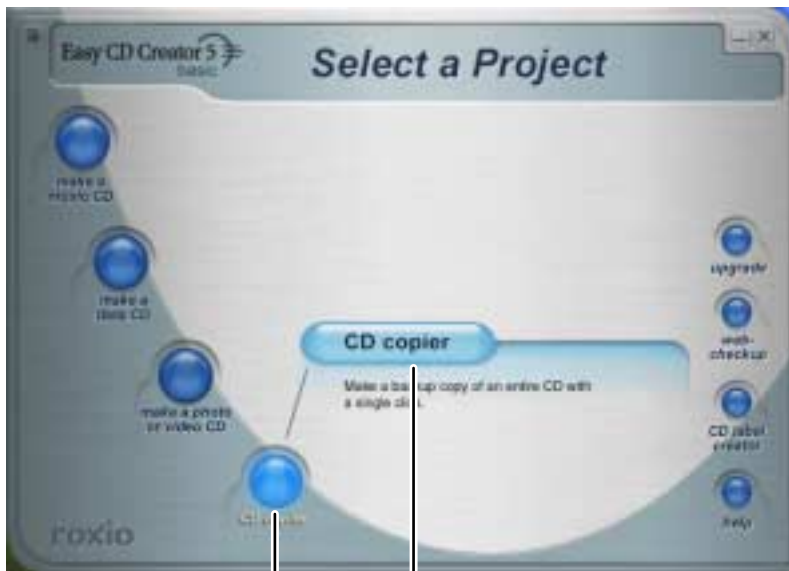 Easy CD Creator 5
basic
Select a Project
make a
music CD
make a
data CD
make a photo
or video CD
CD copier
Make a backup copy of an entire CD with
a single click.
CD copier
upgrade
web-
checkup
CD label
creator
help
roxio